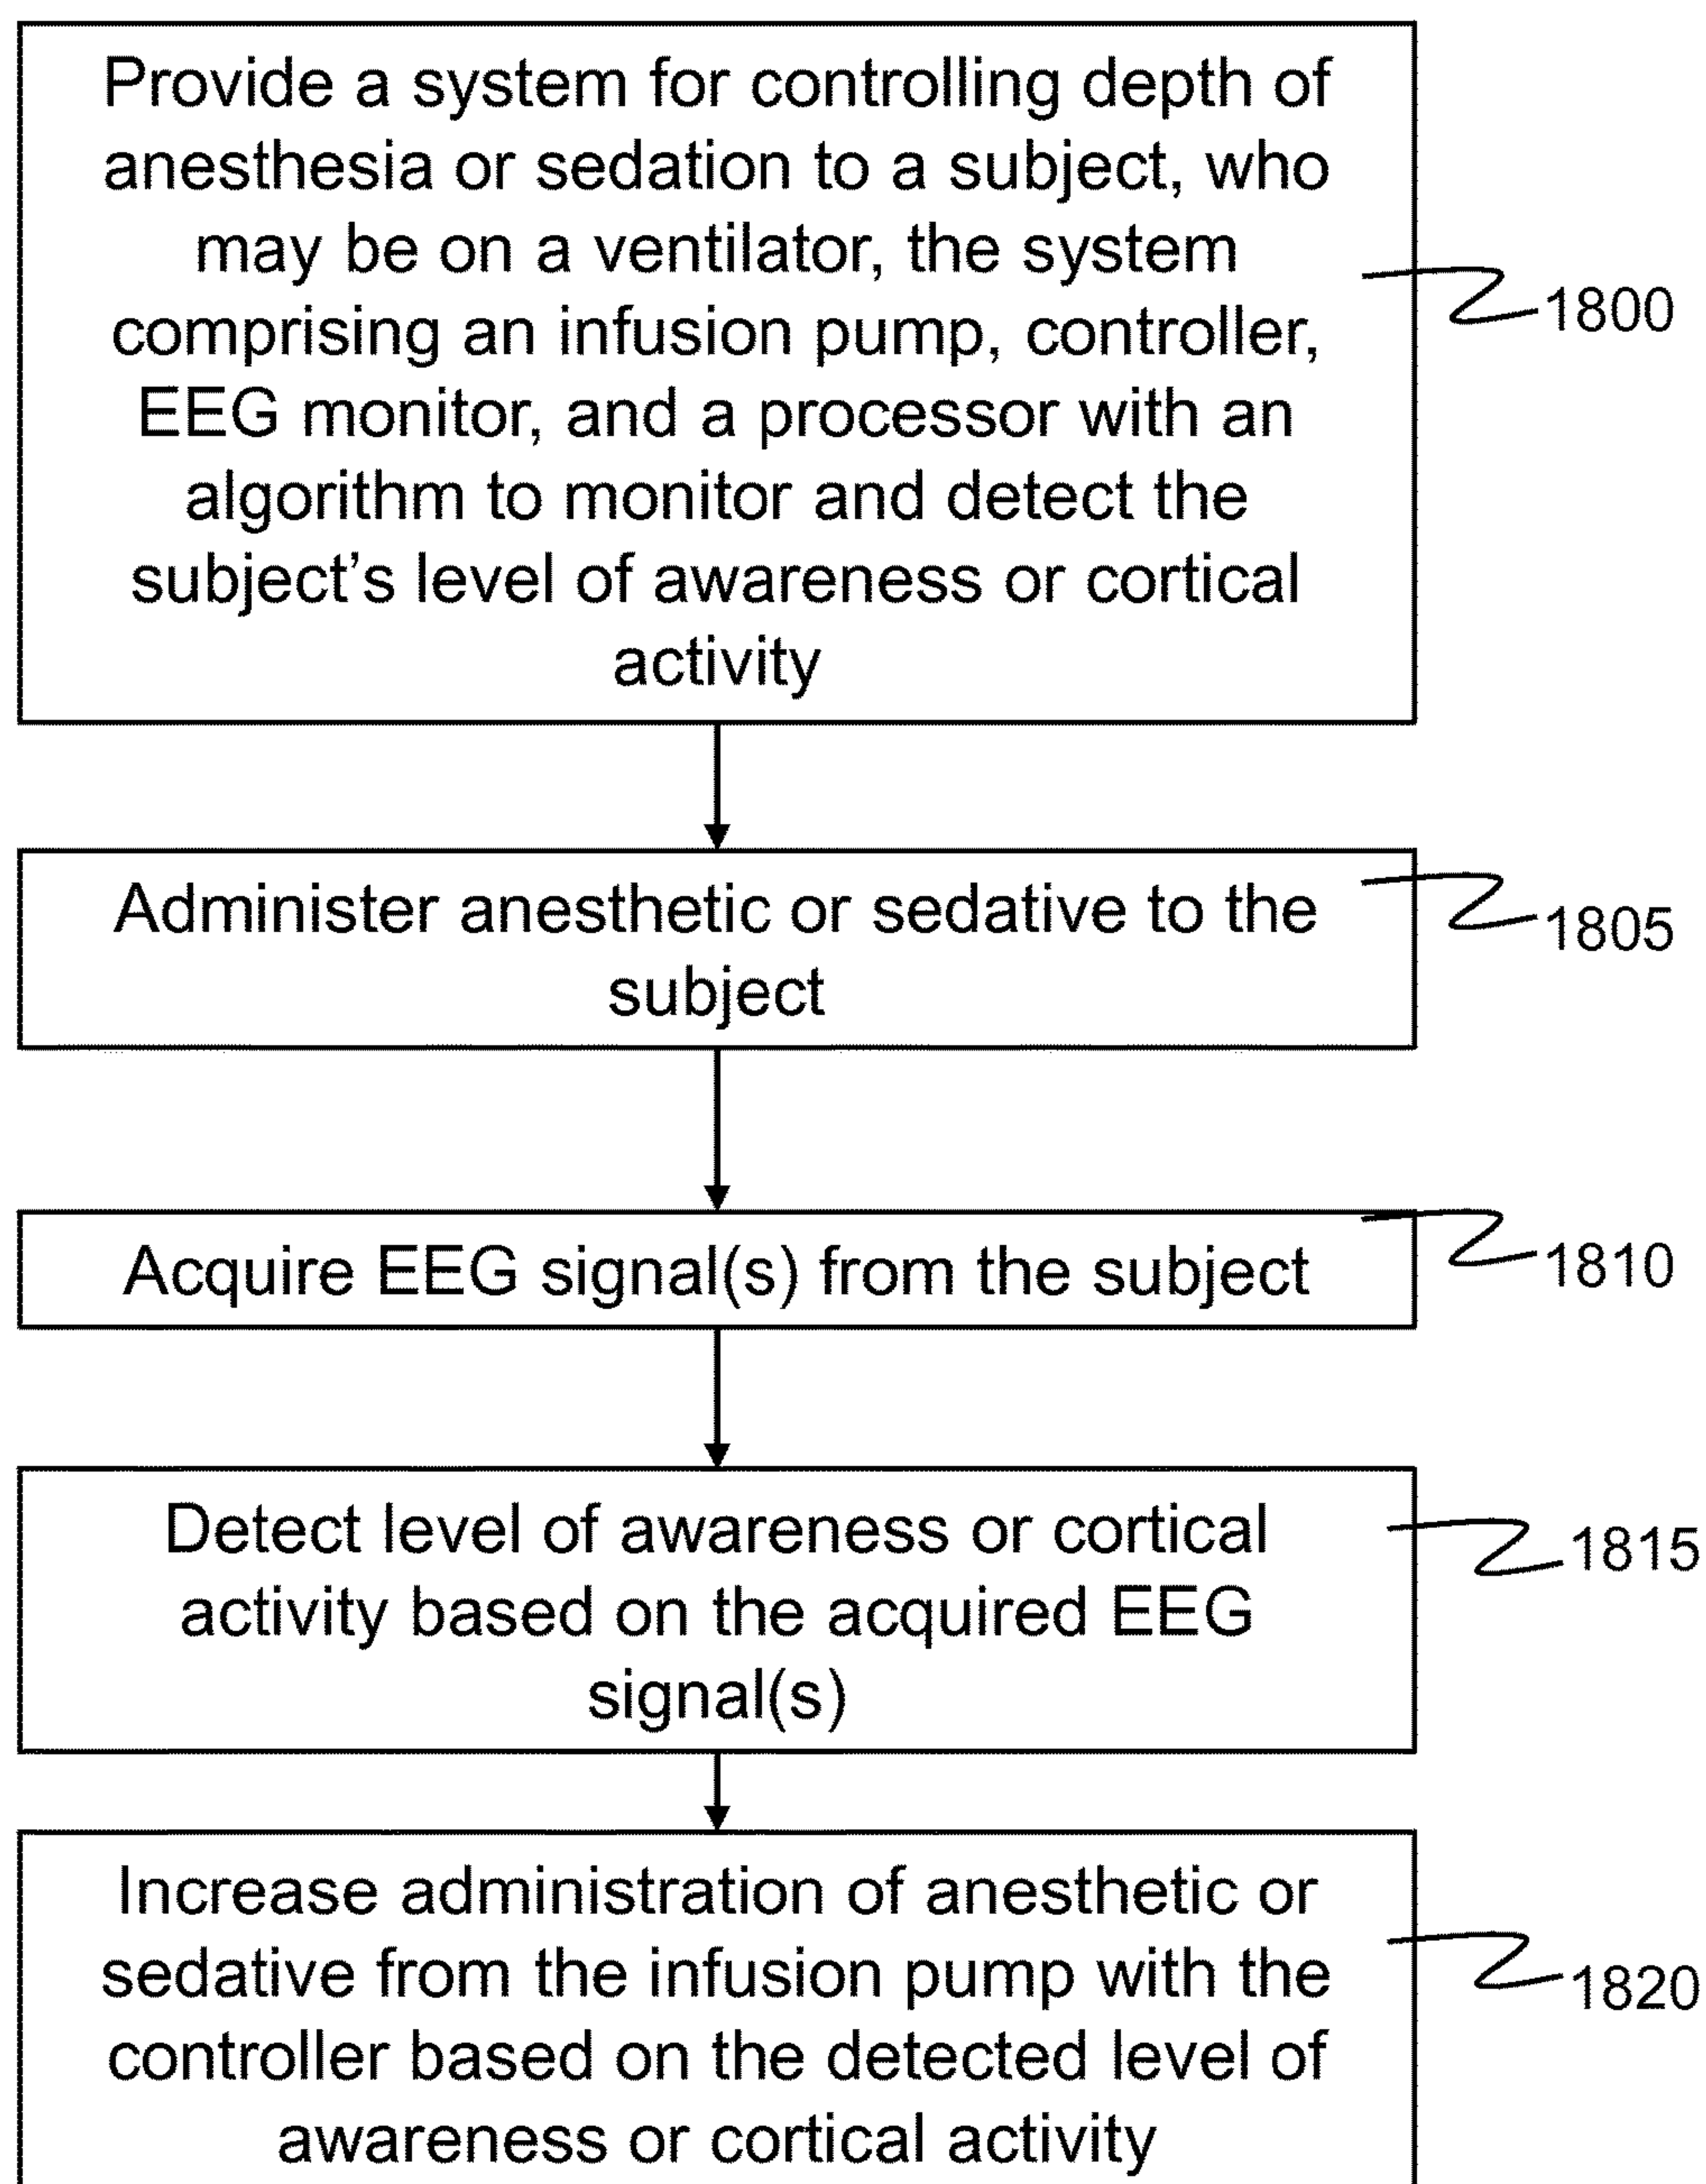 Provide a system for controlling depth of
anesthesia or sedation to a subject, who
may be on a ventilator, the system
comprising an infusion pump, controller,
EEG monitor, and a processor with an
algorithm to monitor and detect the
subject’s level of awareness or cortical
activity
1800
Administer anesthetic or sedative to the
subject
1805
Acquire EEG signal(s) from the subject
1810
Detect level of awareness or cortical
activity based on the acquired EEG
signal(s)
1815
Increase administration of anesthetic or
sedative from the infusion pump with the
controller based on the detected level of
awareness or cortical activity
1820